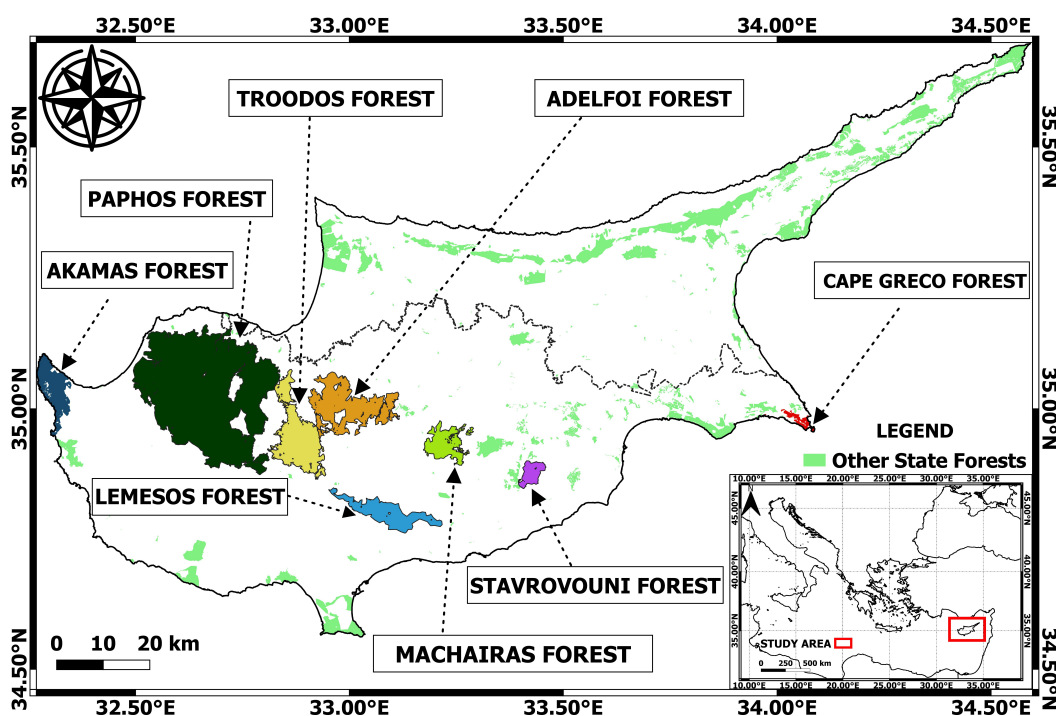 32.50°E 33.00°E 33.50°E 34.00°E 34.50°E
35.50°N
35.50°N
TROODOS FOREST
ADELFOI FOREST
PAPHOS FOREST
AKAMAS FOREST
CAPE GRECO FOREST
35.00°N
35.00°N
LEGEND
Other State Forests
LEMESOS FOREST
STAVROVOUNI FOREST
MACHAIRAS FOREST
0 10 20 km
34.50°N
34.50°N
32.50°E 33.00°E 33.50°E 34.00°E 34.50°E
10.00°E 15.00°E 20.00°E 25.00°E 30.00°E 35.00°E
45.00°N
45.00°N
40.00°N
40.00°N
35.00°N
35.00°N
STUDY AREA
0 250 500 km
10.00°E 15.00°E 20.00°E 25.00°E 30.00°E 35.00°E